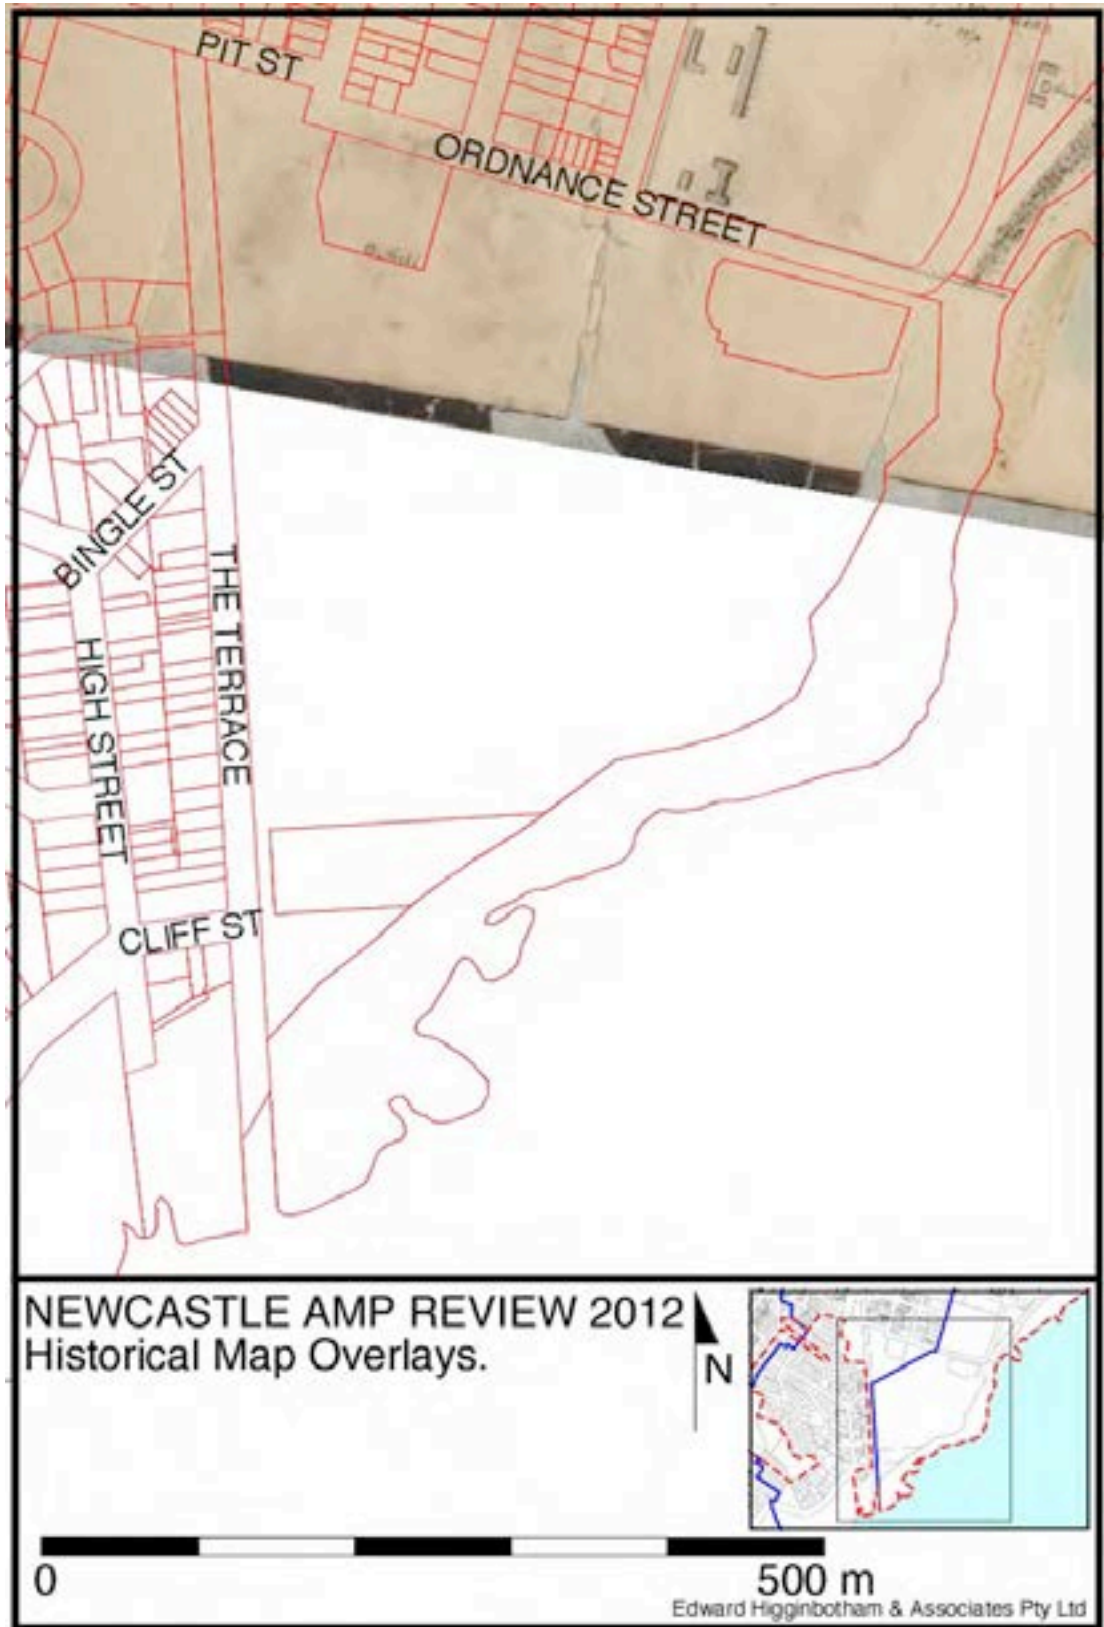 PIT ST
ORDNANCE STREET
BINGLE ST
THE TERRACE
HIGH STREET
CLIFF ST
NEWCASTLE AMP REVIEW 2012
Historical Map Overlays.
N
0
500 m
Edward Higginbotham & Associates Pty Ltd